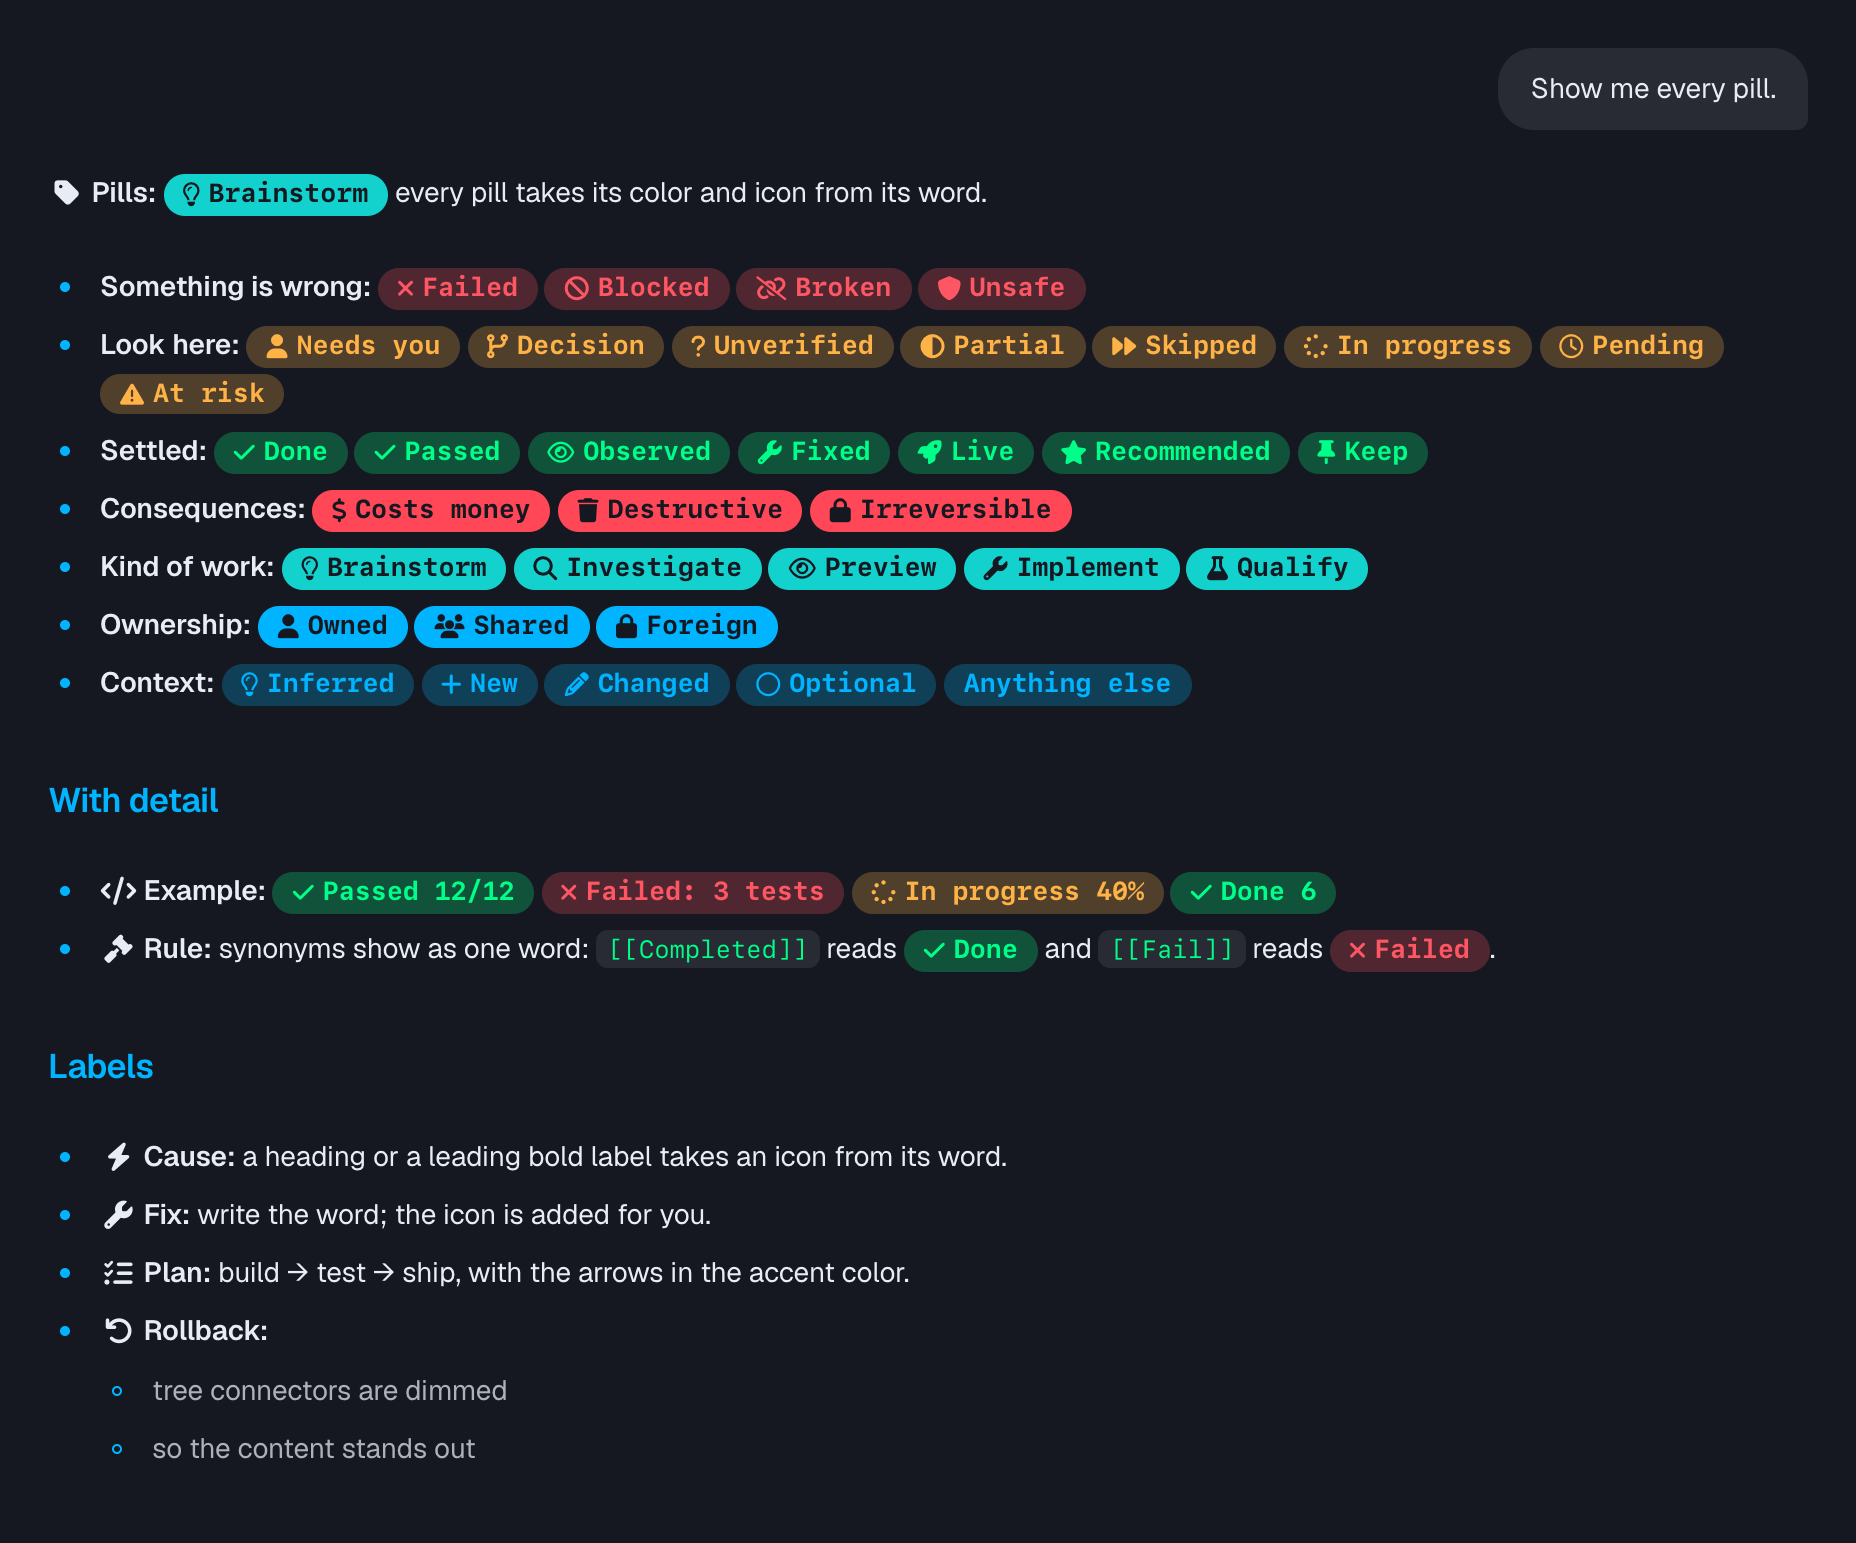 Show me every pill.
Pills: Brainstorm every pill takes its color and icon from its word.
Something is wrong: Failed Blocked Broken Unsafe
Look here: Needs you Decision Unverified Partial Skipped In progress Pending
At risk
Settled: Done Passed Observed Fixed Live Recommended Keep
Consequences: Costs money Destructive Irreversible
Kind of work: Brainstorm Investigate Preview Implement Qualify
Ownership: Owned Shared Foreign
Context: Inferred New Changed Optional Anything else
With detail
Example: Passed 12/12 Failed: 3 tests In progress 40% Done 6
Rule: synonyms show as one word: [[Completed]] reads Done and [[Fail]] reads Failed.
Labels
Cause: a heading or a leading bold label takes an icon from its word.
Fix: write the word; the icon is added for you.
Plan: build → test → ship, with the arrows in the accent color.
Rollback:
tree connectors are dimmed
so the content stands out